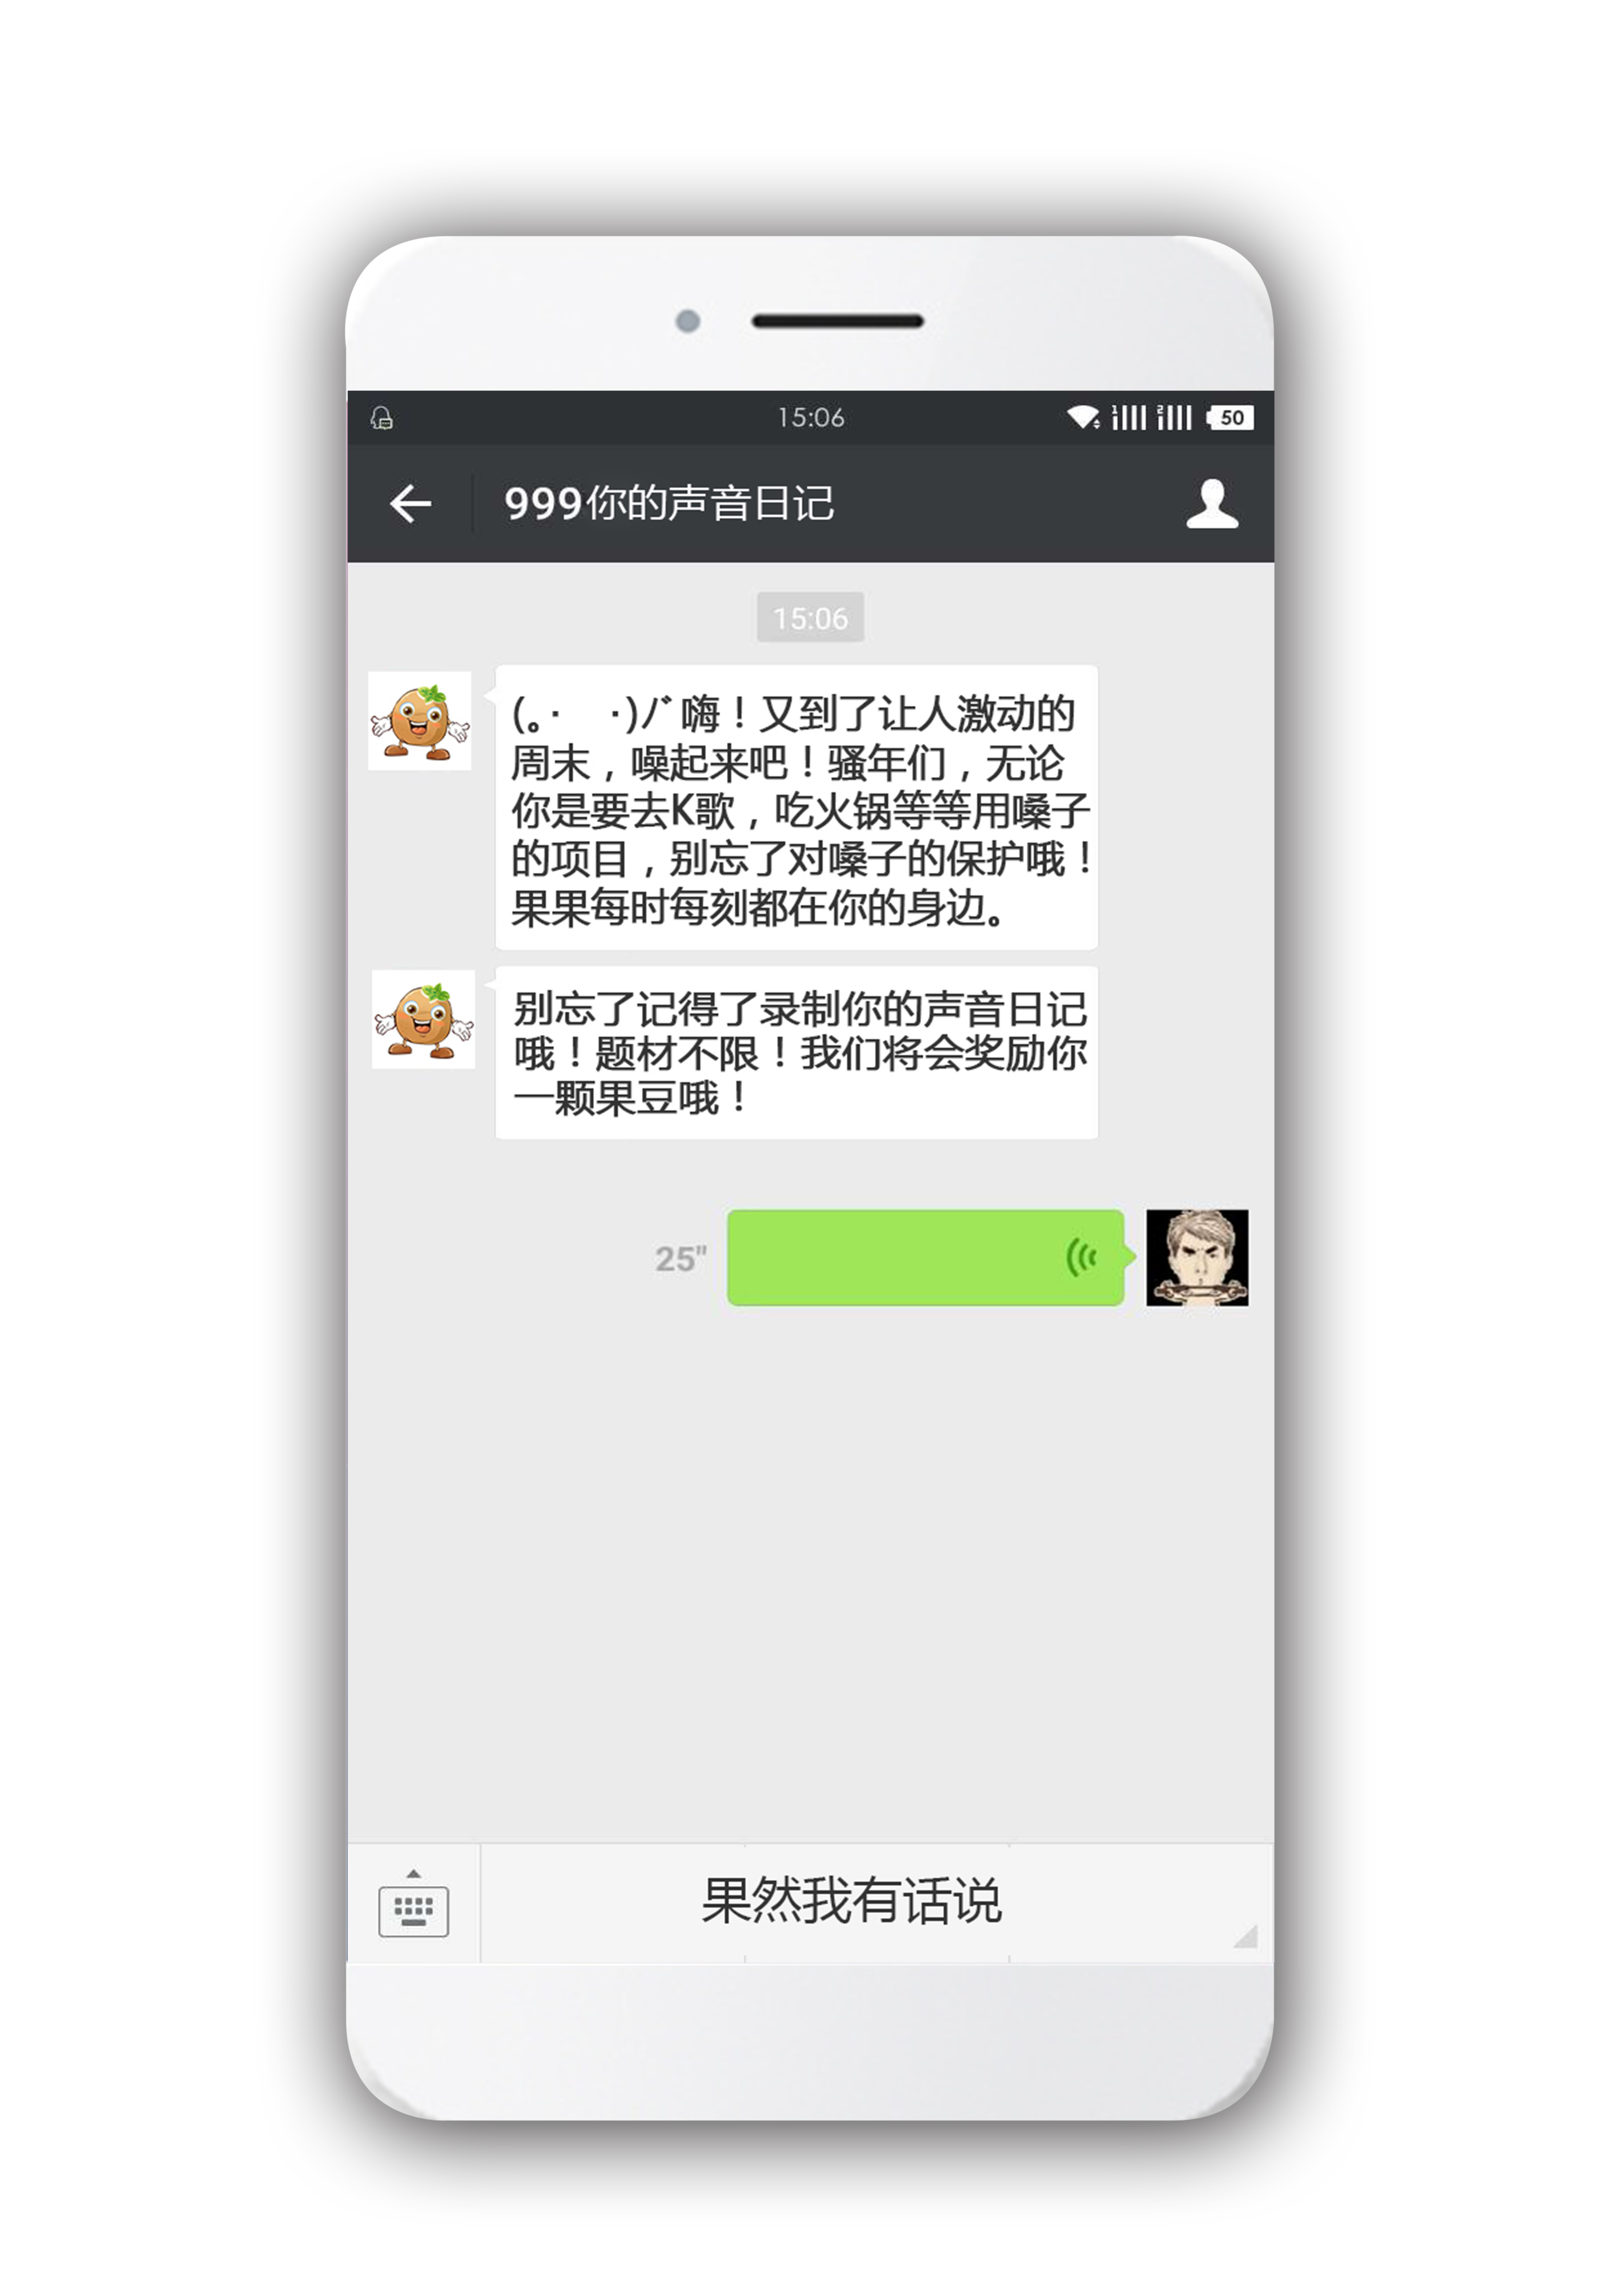 15:06
1 2 50
999你的声音日记
15:06
(。· ·)ﾉﾞ嗨！又到了让人激动的
周末，噪起来吧！骚年们，无论
你是要去K歌，吃火锅等等用嗓子
的项目，别忘了对嗓子的保护哦！
果果每时每刻都在你的身边。
别忘了记得了录制你的声音日记
哦！题材不限！我们将会奖励你
一颗果豆哦！
25"
果然我有话说